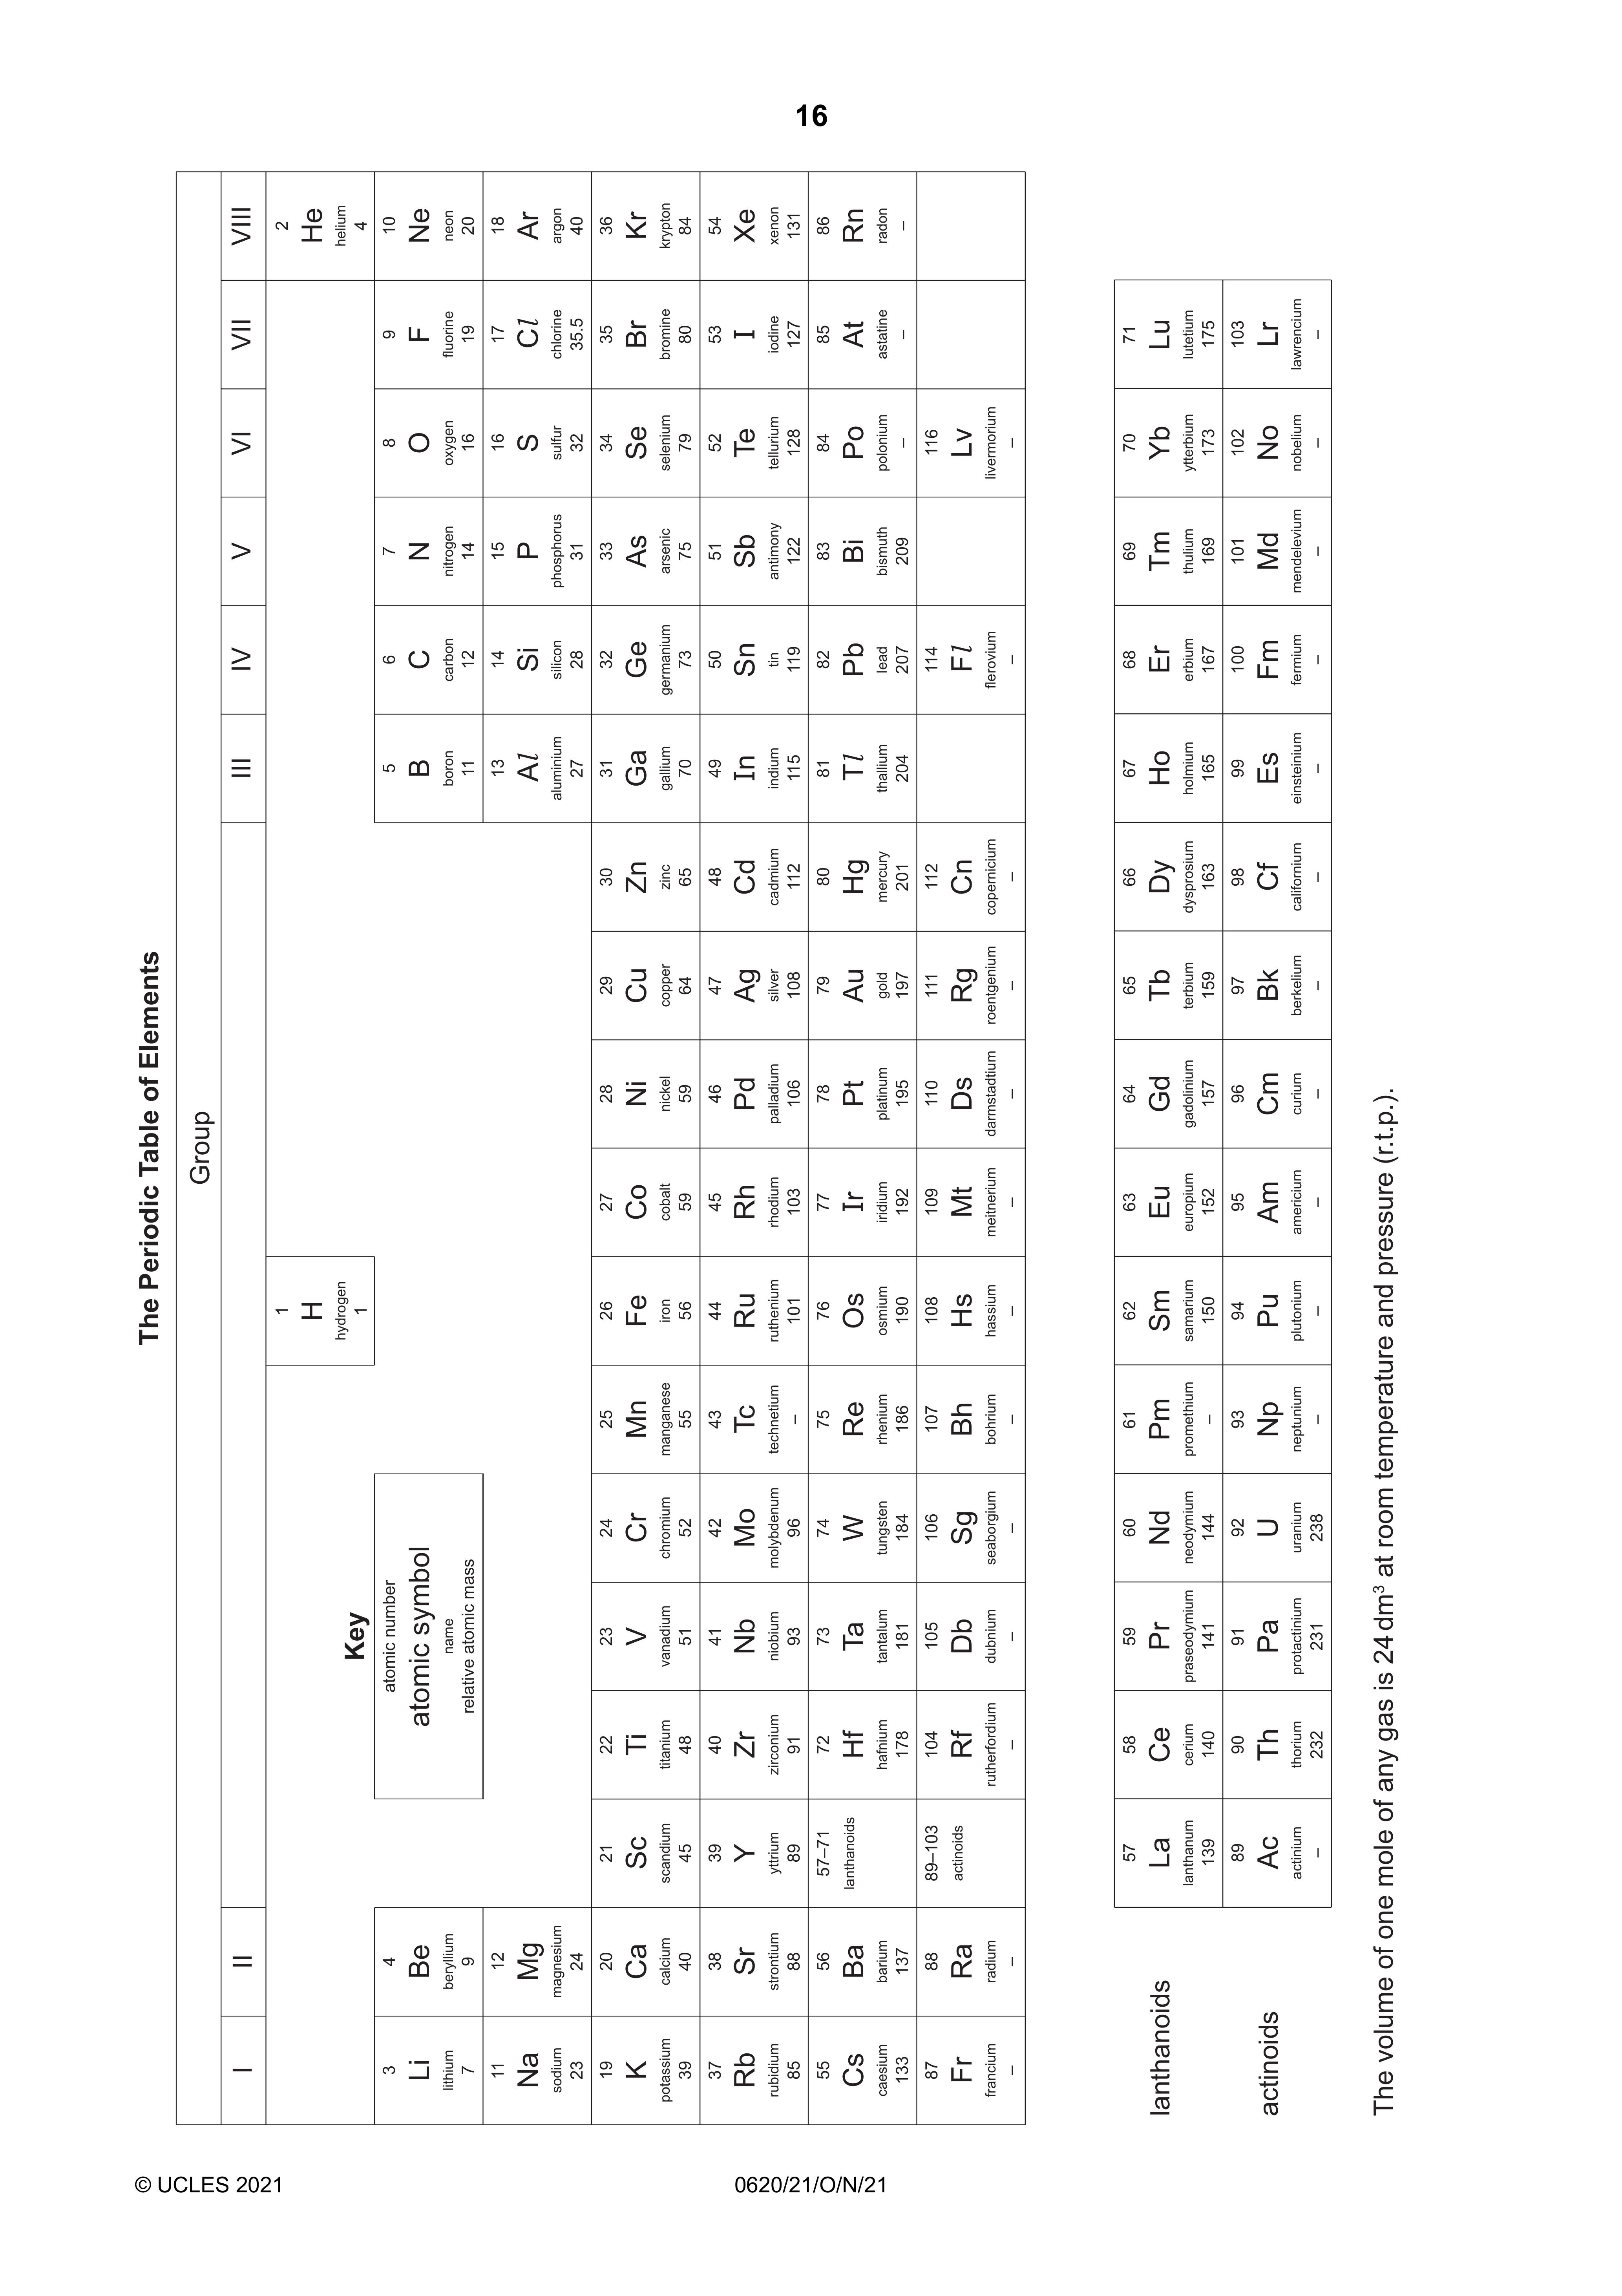 16
The Periodic Table of Elements
Group
I II III IV V VI VII VIII
1 2
H He
hydrogen helium
1 4
Key
3 4 atomic number 5 6 7 8 9 10
Li Be atomic symbol B C N O F Ne
lithium beryllium name boron carbon nitrogen oxygen fluorine neon
7 9 relative atomic mass 11 12 14 16 19 20
11 12 13 14 15 16 17 18
Na Mg Al Si P S Cl Ar
sodium magnesium aluminium silicon phosphorus sulfur chlorine argon
23 24 27 28 31 32 35.5 40
19 20 21 22 23 24 25 26 27 28 29 30 31 32 33 34 35 36
K Ca Sc Ti V Cr Mn Fe Co Ni Cu Zn Ga Ge As Se Br Kr
potassium calcium scandium titanium vanadium chromium manganese iron cobalt nickel copper zinc gallium germanium arsenic selenium bromine krypton
39 40 45 48 51 52 55 56 59 59 64 65 70 73 75 79 80 84
37 38 39 40 41 42 43 44 45 46 47 48 49 50 51 52 53 54
Rb Sr Y Zr Nb Mo Tc Ru Rh Pd Ag Cd In Sn Sb Te I Xe
rubidium strontium yttrium zirconium niobium molybdenum technetium ruthenium rhodium palladium silver cadmium indium tin antimony tellurium iodine xenon
85 88 89 91 93 96 – 101 103 106 108 112 115 119 122 128 127 131
55 56 57–71 72 73 74 75 76 77 78 79 80 81 82 83 84 85 86
Cs Ba lanthanoids Hf Ta W Re Os Ir Pt Au Hg Tl Pb Bi Po At Rn
caesium barium hafnium tantalum tungsten rhenium osmium iridium platinum gold mercury thallium lead bismuth polonium astatine radon
133 137 178 181 184 186 190 192 195 197 201 204 207 209 – – –
87 88 89–103 104 105 106 107 108 109 110 111 112 114 116
Fr Ra actinoids Rf Db Sg Bh Hs Mt Ds Rg Cn Fl Lv
francium radium rutherfordium dubnium seaborgium bohrium hassium meitnerium darmstadtium roentgenium copernicium flerovium livermorium
– – – – – – – – – – – – –
57 58 59 60 61 62 63 64 65 66 67 68 69 70 71
lanthanoids La Ce Pr Nd Pm Sm Eu Gd Tb Dy Ho Er Tm Yb Lu
lanthanum cerium praseodymium neodymium promethium samarium europium gadolinium terbium dysprosium holmium erbium thulium ytterbium lutetium
139 140 141 144 – 150 152 157 159 163 165 167 169 173 175
89 90 91 92 93 94 95 96 97 98 99 100 101 102 103
actinoids Ac Th Pa U Np Pu Am Cm Bk Cf Es Fm Md No Lr
actinium thorium protactinium uranium neptunium plutonium americium curium berkelium californium einsteinium fermium mendelevium nobelium lawrencium
– 232 231 238 – – – – – – – – – – –
The volume of one mole of any gas is 24 dm³ at room temperature and pressure (r.t.p.).
© UCLES 2021 0620/21/O/N/21